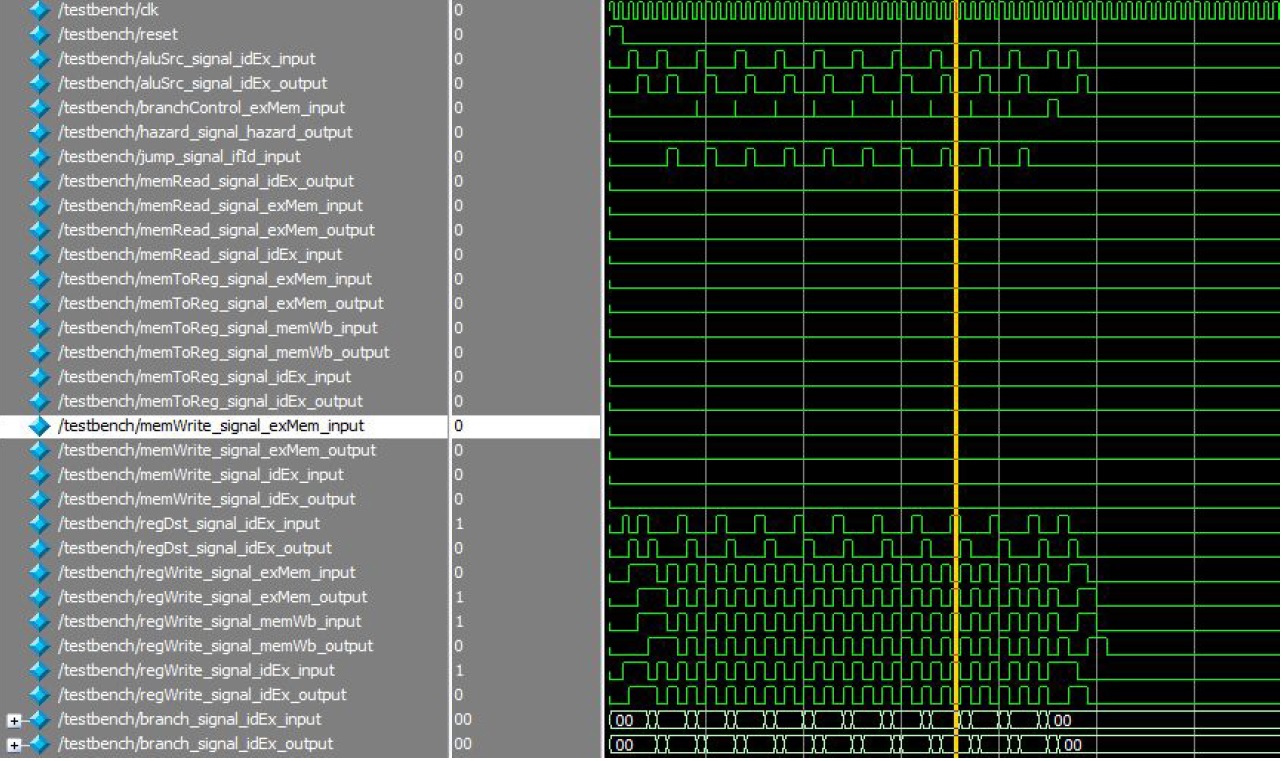 /testbench/clk 0
/testbench/reset 0
/testbench/aluSrc_signal_idEx_input 0
/testbench/aluSrc_signal_idEx_output 0
/testbench/branchControl_exMem_input 0
/testbench/hazard_signal_hazard_output 0
/testbench/jump_signal_ifId_input 0
/testbench/memRead_signal_idEx_output 0
/testbench/memRead_signal_exMem_input 0
/testbench/memRead_signal_exMem_output 0
/testbench/memRead_signal_idEx_input 0
/testbench/memToReg_signal_exMem_input 0
/testbench/memToReg_signal_exMem_output 0
/testbench/memToReg_signal_memWb_input 0
/testbench/memToReg_signal_memWb_output 0
/testbench/memToReg_signal_idEx_input 0
/testbench/memToReg_signal_idEx_output 0
/testbench/memWrite_signal_exMem_input 0
/testbench/memWrite_signal_exMem_output 0
/testbench/memWrite_signal_idEx_input 0
/testbench/memWrite_signal_idEx_output 0
/testbench/regDst_signal_idEx_input 1
/testbench/regDst_signal_idEx_output 0
/testbench/regWrite_signal_exMem_input 0
/testbench/regWrite_signal_exMem_output 1
/testbench/regWrite_signal_memWb_input 1
/testbench/regWrite_signal_memWb_output 0
/testbench/regWrite_signal_idEx_input 1
/testbench/regWrite_signal_idEx_output 0
/testbench/branch_signal_idEx_input 00 00 00
/testbench/branch_signal_idEx_output 00 00 00